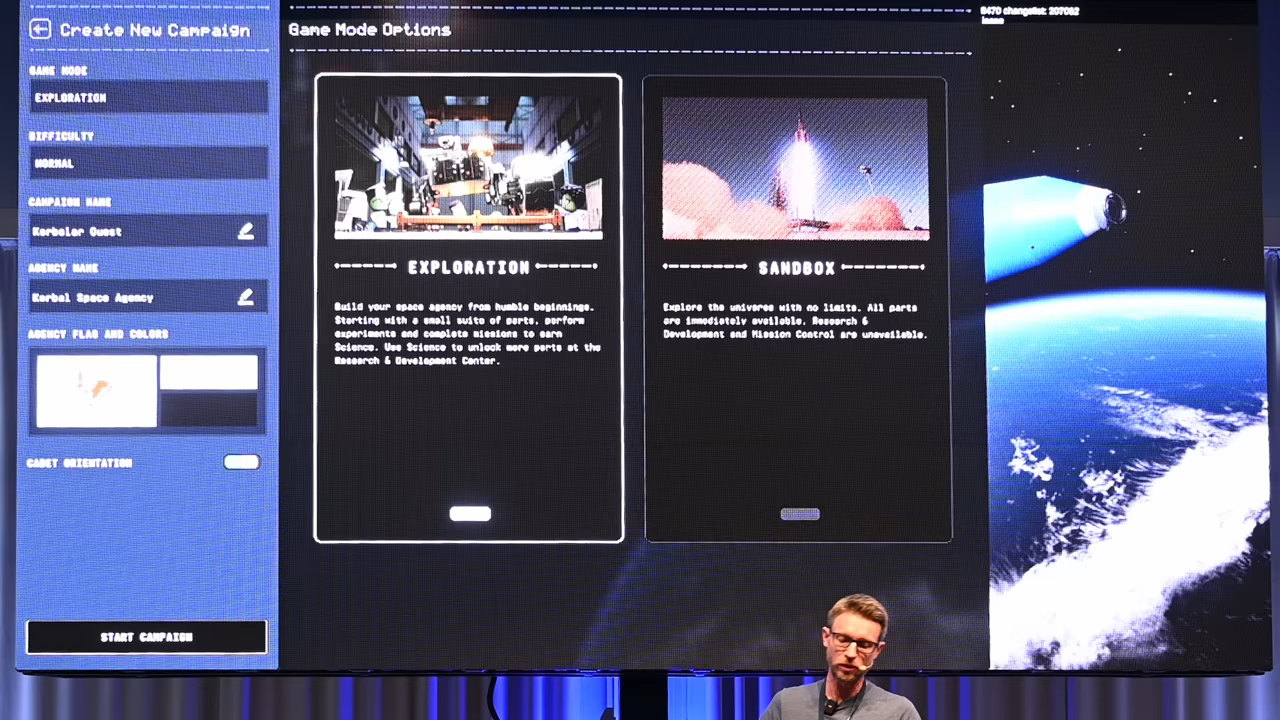 Create New Campaign
GAME MODE
EXPLORATION
DIFFICULTY
NORMAL
CAMPAIGN NAME
Kerbolar Quest
AGENCY NAME
Kerbal Space Agency
AGENCY FLAG AND COLORS
CADET ORIENTATION
START CAMPAIGN
Game Mode Options
EXPLORATION
Build your space agency from humble beginnings.
Starting with a small suite of parts, perform
experiments and complete missions to earn
Science. Use Science to unlock more parts at the
Research & Development Center.
SANDBOX
Explore the universe with no limits. All parts
are immediately available. Research &
Development and Mission Control are unavailable.
changelist: 207082